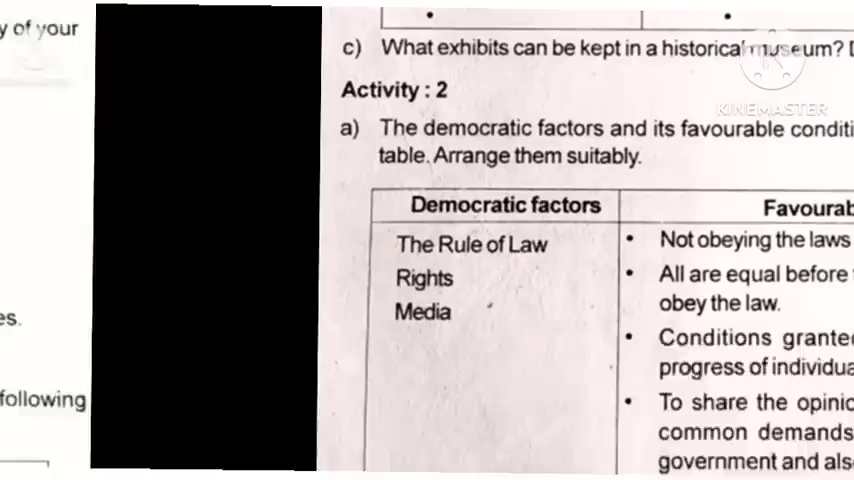 y of your
es.
following
c) What exhibits can be kept in a historical museum?
Activity : 2
a) The democratic factors and its favourable conditi
table. Arrange them suitably.
Democratic factors
Favourab
The Rule of Law
Rights
Media
• Not obeying the laws
• All are equal before
obey the law.
• Conditions grante
progress of individua
• To share the opinio
common demands
government and als
KINEMASTER